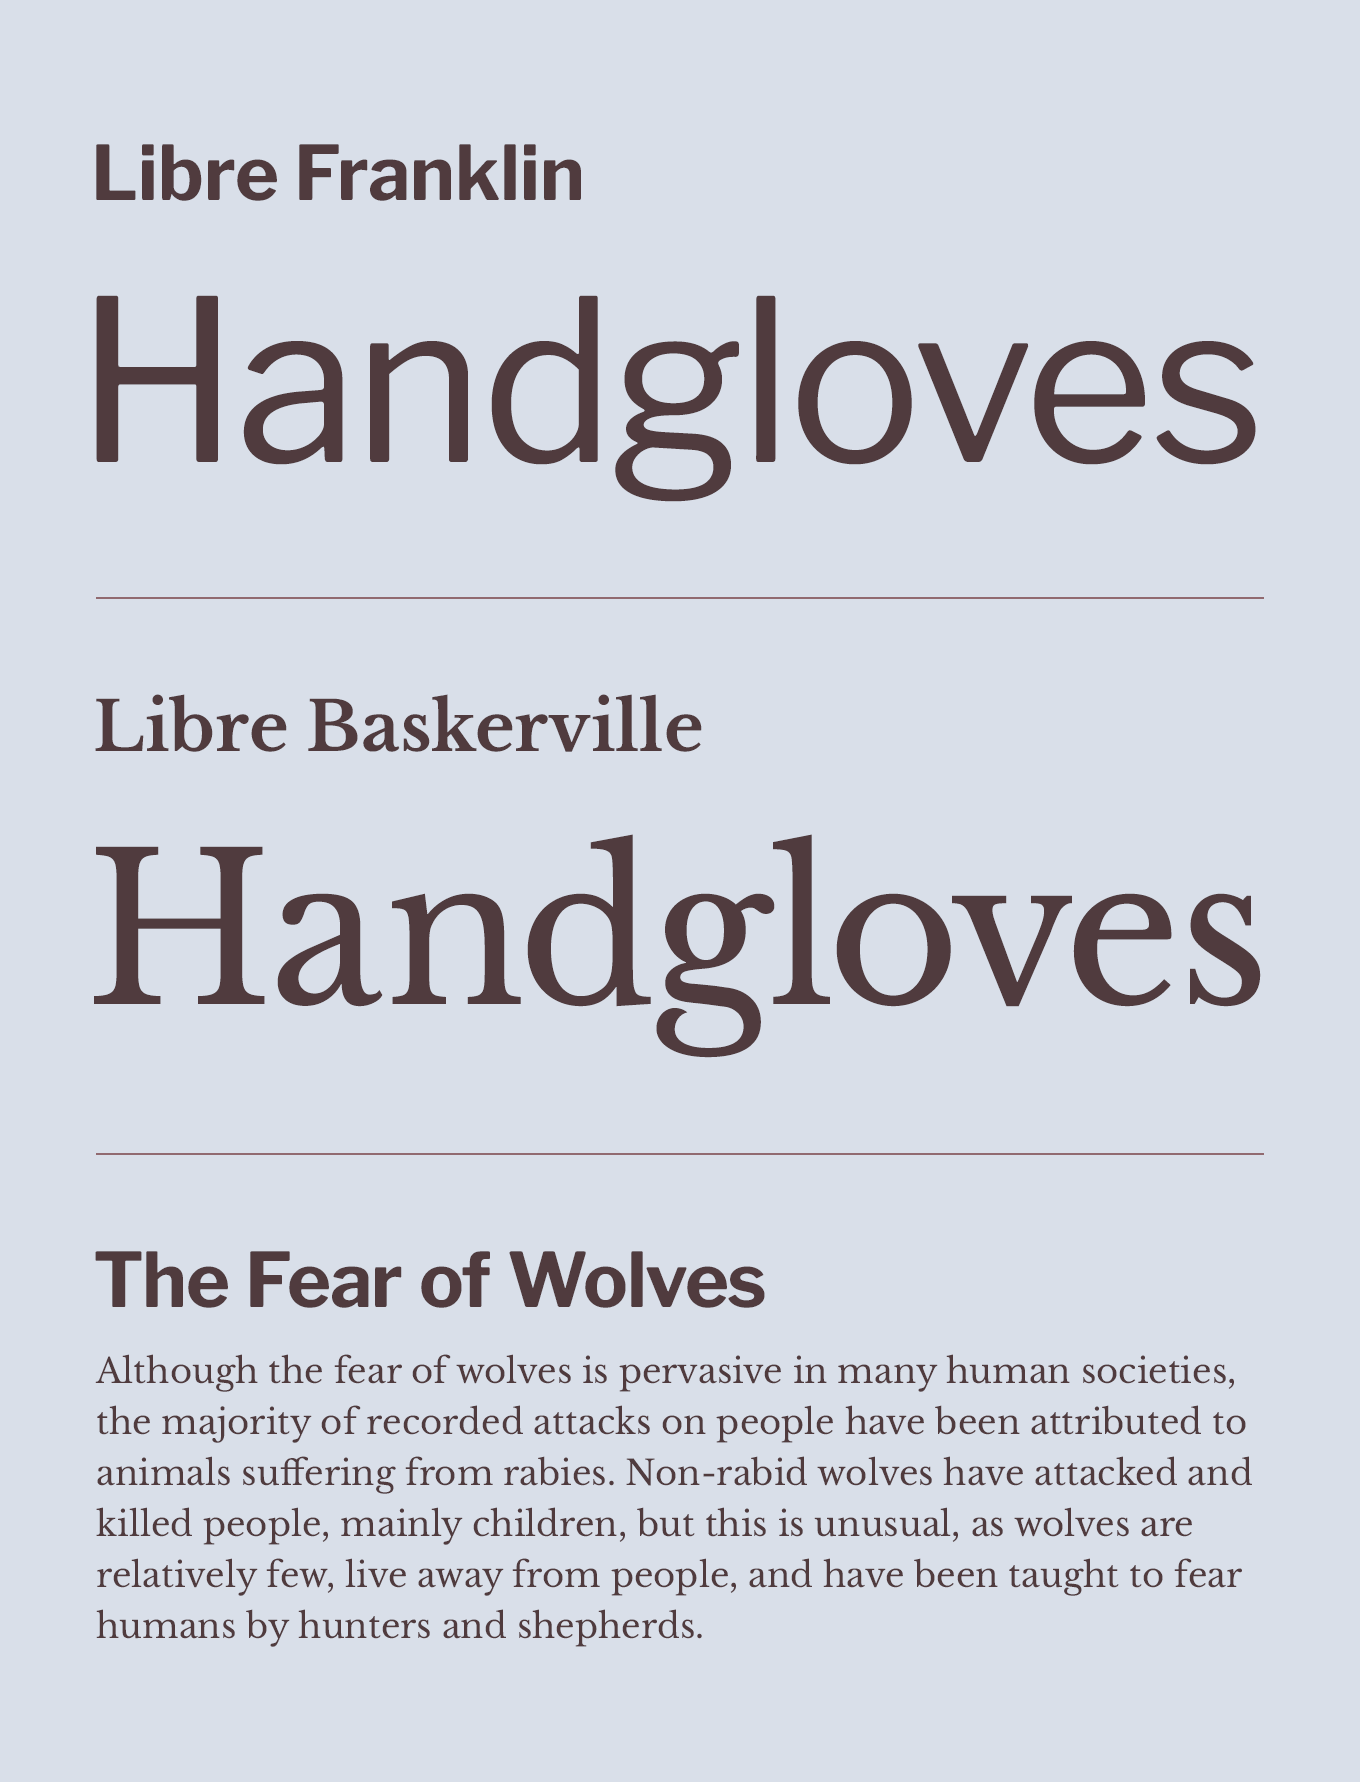 Libre Franklin
Handgloves
Libre Baskerville
Handgloves
The Fear of Wolves
Although the fear of wolves is pervasive in many human societies,
the majority of recorded attacks on people have been attributed to
animals suffering from rabies. Non-rabid wolves have attacked and
killed people, mainly children, but this is unusual, as wolves are
relatively few, live away from people, and have been taught to fear
humans by hunters and shepherds.